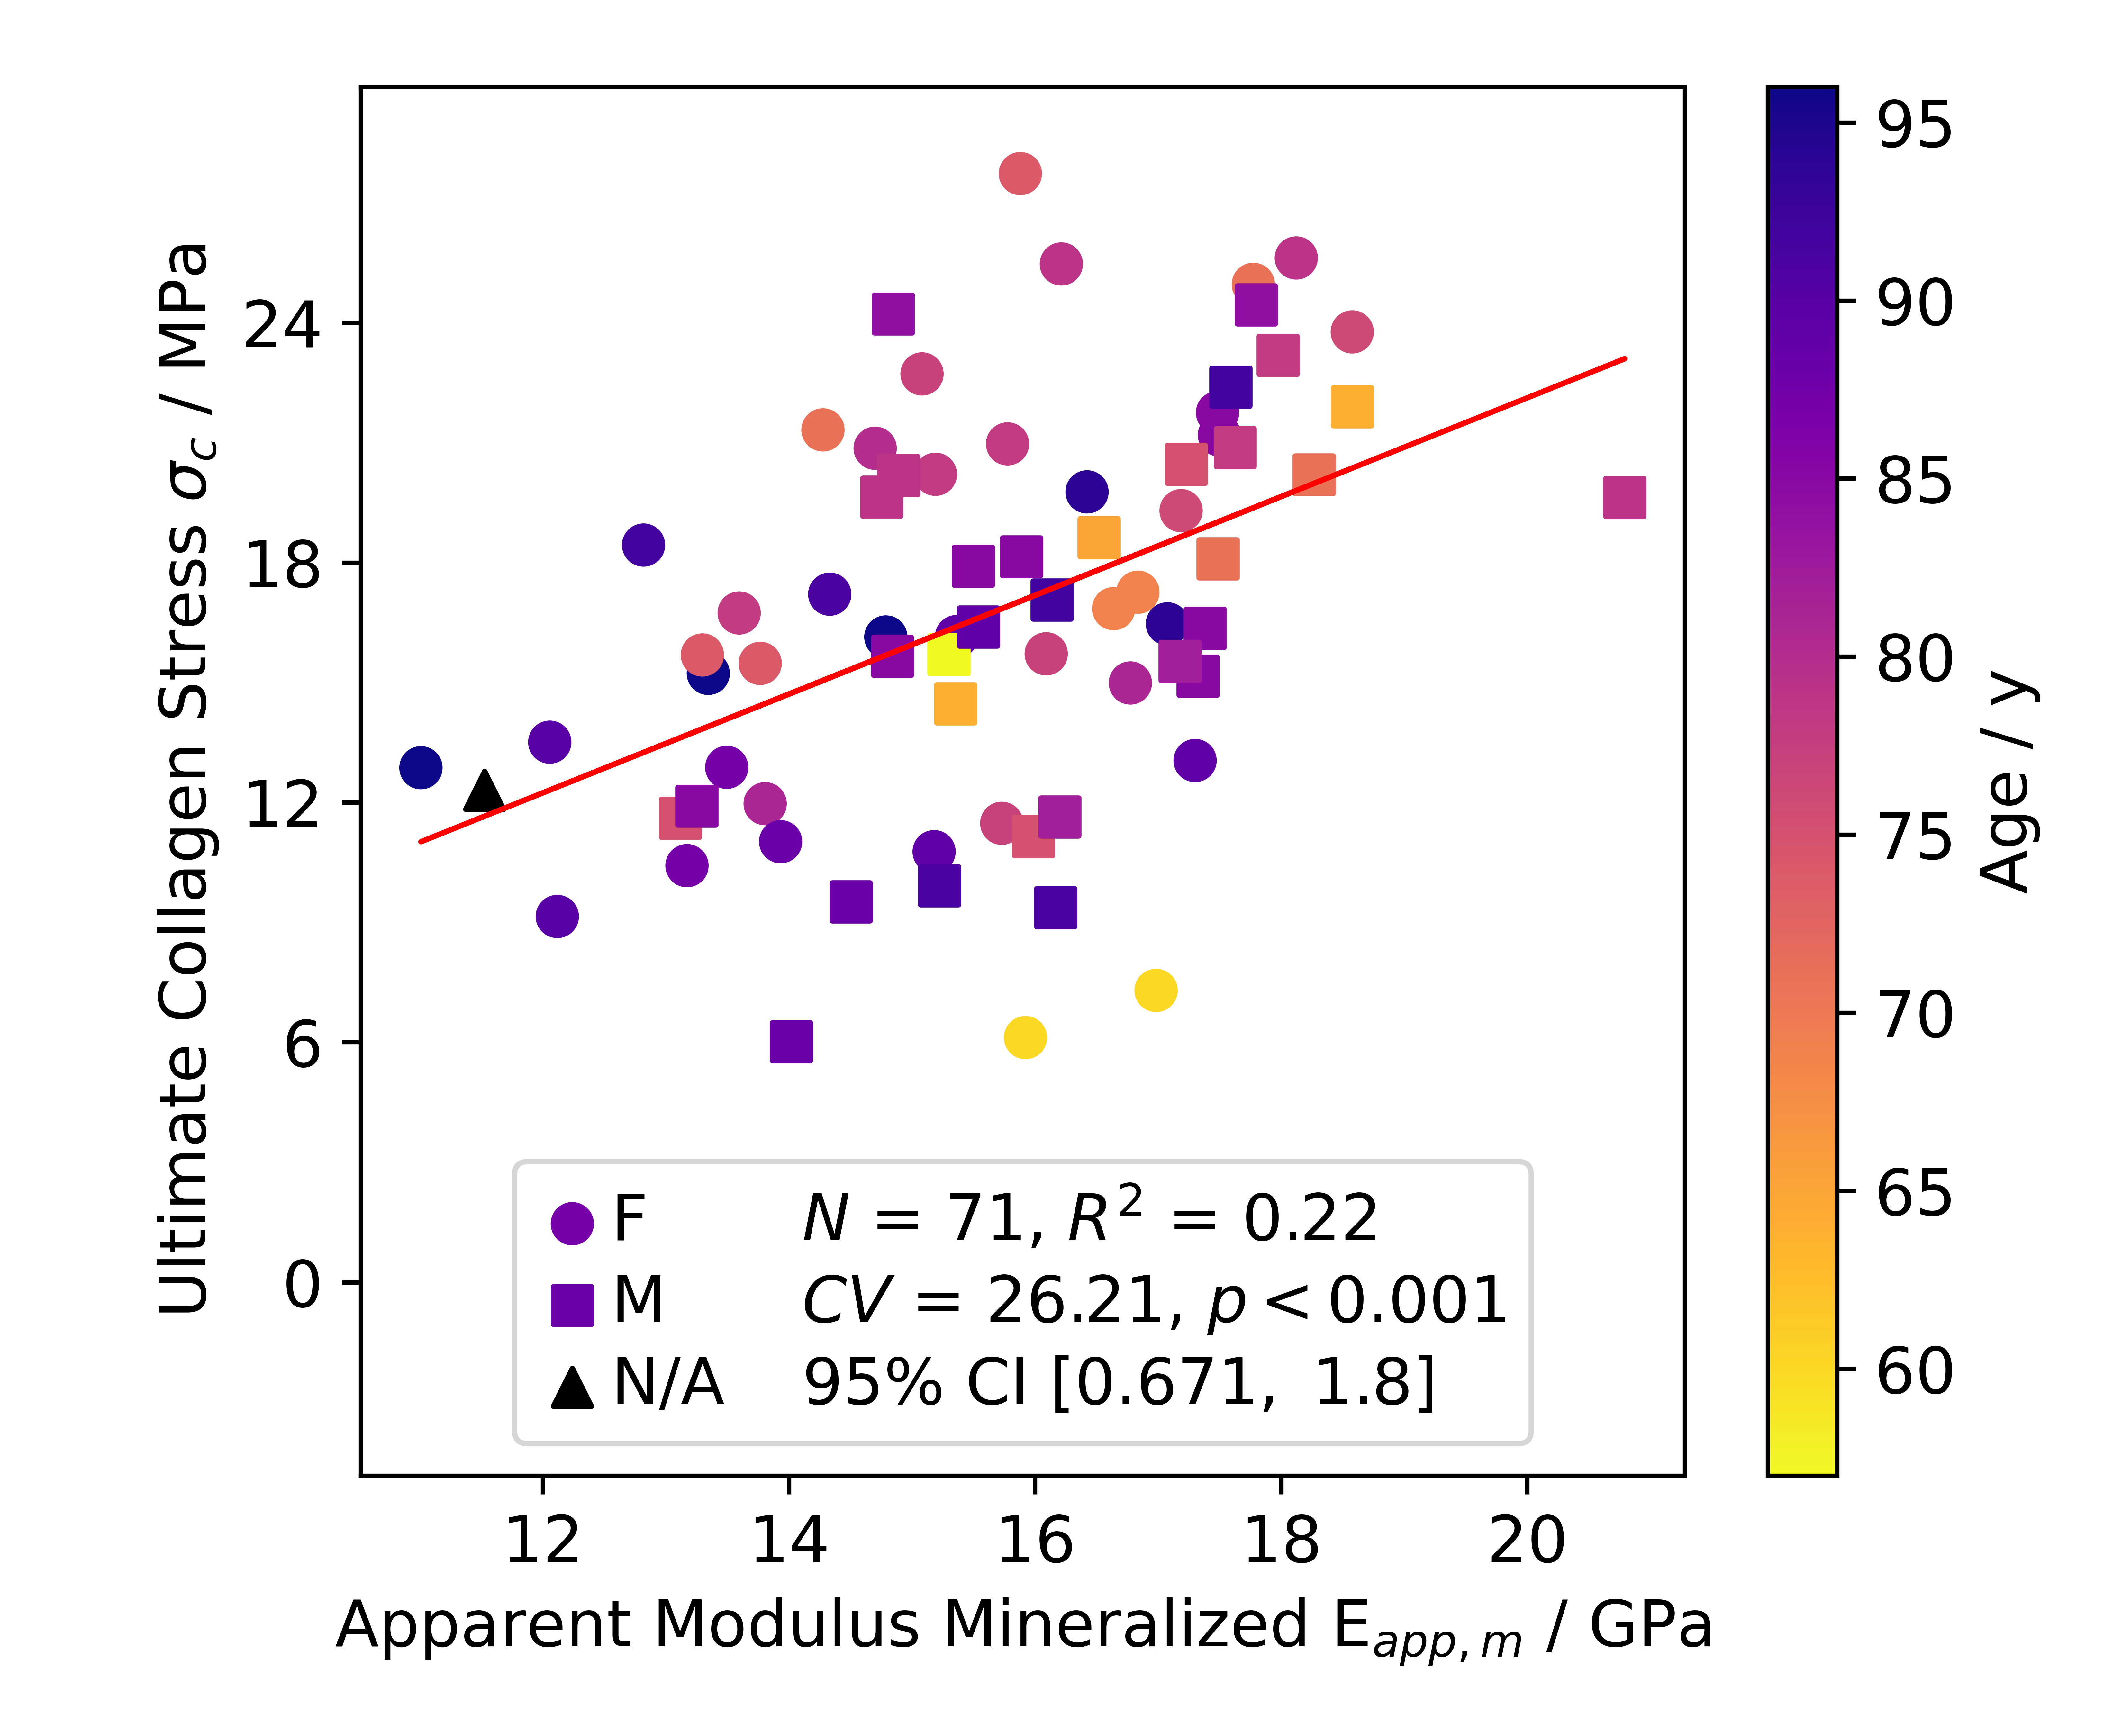 Ultimate Collagen Stress σc / MPa
24
18
12
6
0
F N = 71, R² = 0.22
M CV = 26.21, p < 0.001
N/A 95% CI [0.671, 1.8]
12 14 16 18 20
Apparent Modulus Mineralized Eapp, m / GPa
95
90
85
80
75
70
65
60
Age / y